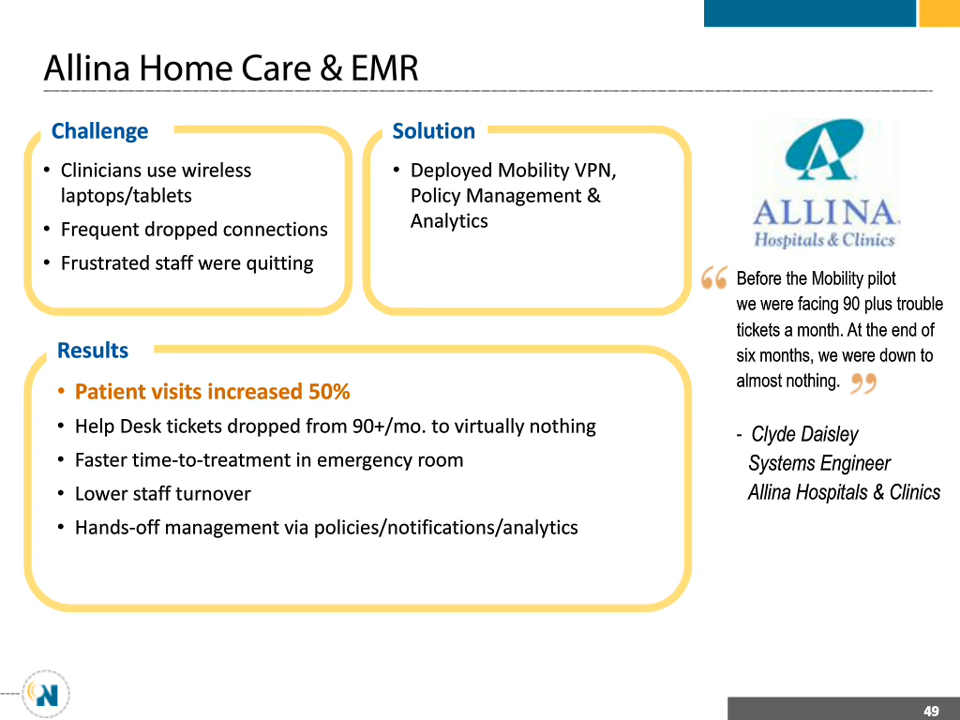 Allina Home Care & EMR
Challenge
• Clinicians use wireless
laptops/tablets
• Frequent dropped connections
• Frustrated staff were quitting
Solution
• Deployed Mobility VPN,
Policy Management &
Analytics
Results
• Patient visits increased 50%
• Help Desk tickets dropped from 90+/mo. to virtually nothing
• Faster time-to-treatment in emergency room
• Lower staff turnover
• Hands-off management via policies/notifications/analytics
ALLINA
Hospitals & Clinics
“Before the Mobility pilot
we were facing 90 plus trouble
tickets a month. At the end of
six months, we were down to
almost nothing.”
- Clyde Daisley
Systems Engineer
Allina Hospitals & Clinics
N
49